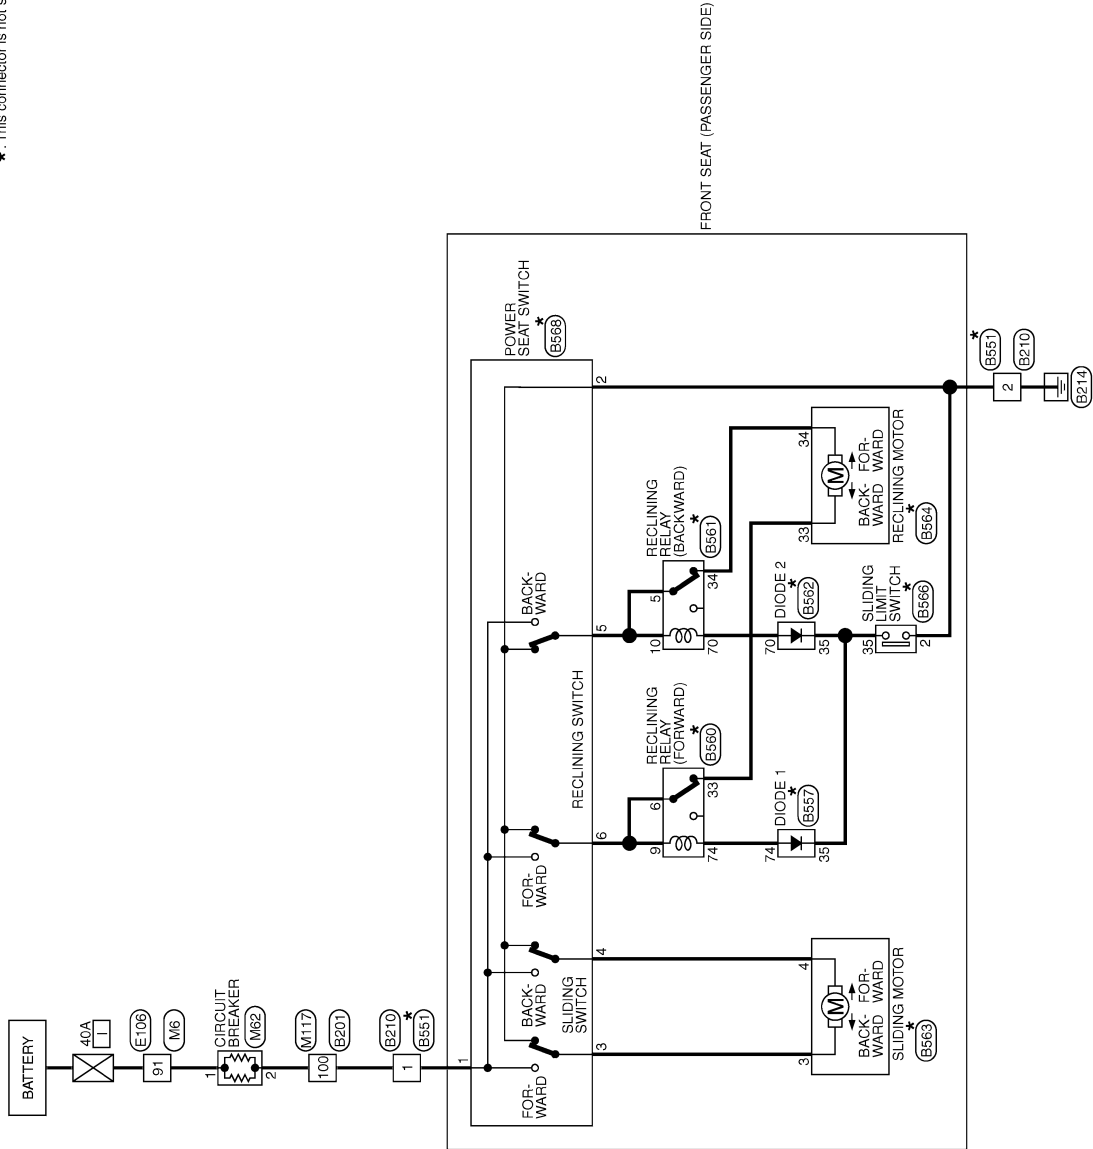 ★: This connector is not s
BATTERY
40A
I
E106
91
M6
1
CIRCUIT
BREAKER
M62
2
M117
100
B201
B210
★
1
B551
FRONT SEAT (PASSENGER SIDE)
POWER
SEAT SWITCH
★
B568
1
2
FOR-
WARD
BACK-
WARD
SLIDING
SWITCH
FOR-
WARD
BACK-
WARD
RECLINING SWITCH
3
4
6
5
RECLINING
RELAY
(FORWARD)
★
B560
9
6
74
33
RECLINING
RELAY
(BACKWARD)
★
B561
10
5
70
34
DIODE 1
★
B557
74
35
DIODE 2
★
B562
70
35
SLIDING
LIMIT
SWITCH
★
B566
35
2
3
4
M
BACK-
WARD
FOR-
WARD
SLIDING MOTOR
★
B563
33
34
M
BACK-
WARD
FOR-
WARD
RECLINING MOTOR
★
B564
★
B551
2
B210
B214